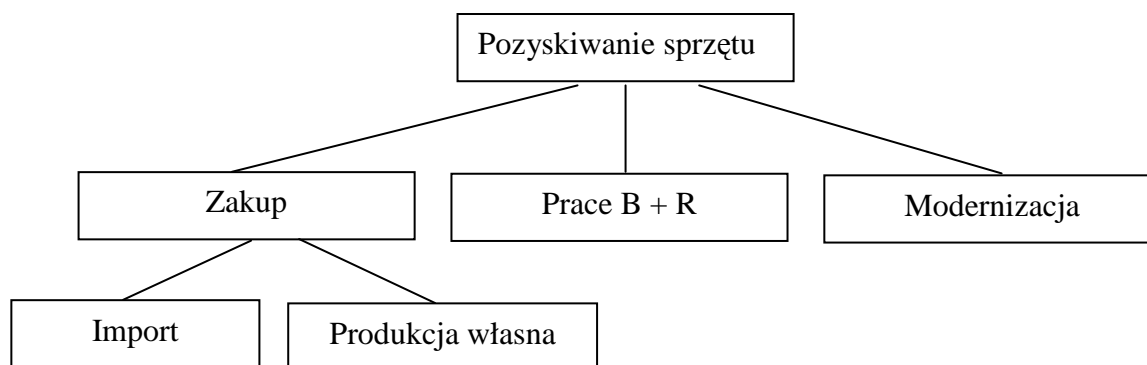 Pozyskiwanie sprzętu
Zakup
Prace B + R
Modernizacja
Import
Produkcja własna